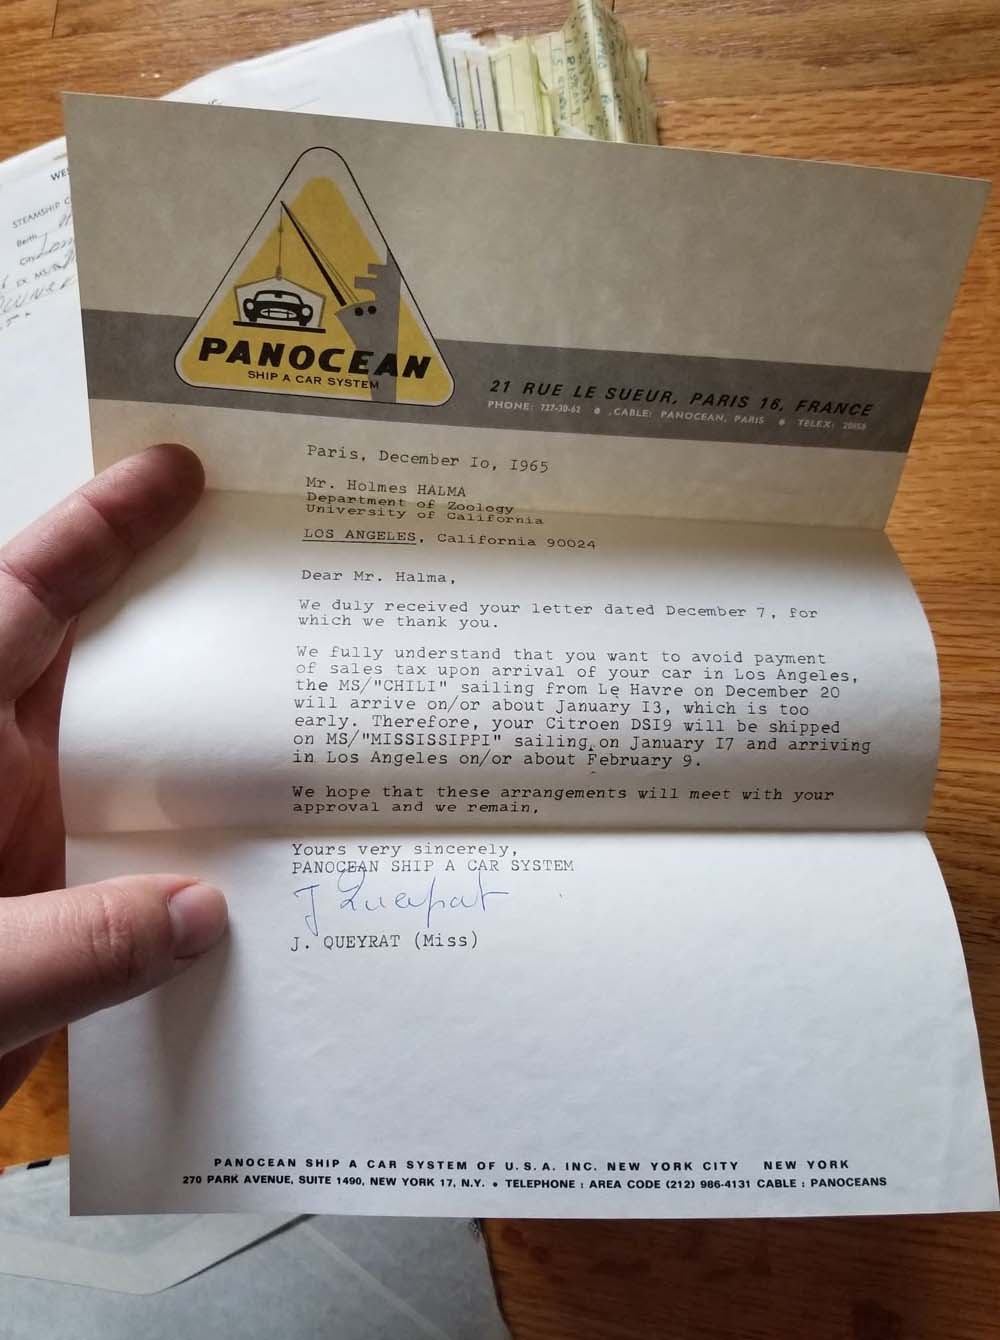 WES
STEAMSHIP C
Berth
City
EX MS/
PANOCEAN
SHIP A CAR SYSTEM
21 RUE LE SUEUR, PARIS 16, FRANCE
PHONE: 727-30-62 • CABLE: PANOCEAN, PARIS • TELEX: 20858
Paris, December Io, I965
Mr. Holmes HALMA
Department of Zoology
University of California
LOS ANGELES, California 90024
Dear Mr. Halma,
We duly received your letter dated December 7, for
which we thank you.
We fully understand that you want to avoid payment
of sales tax upon arrival of your car in Los Angeles,
the MS/"CHILI" sailing from Le Havre on December 20
will arrive on/or about January I3, which is too
early. Therefore, your Citroen DSI9 will be shipped
on MS/"MISSISSIPPI" sailing on January I7 and arriving
in Los Angeles on/or about February 9.
We hope that these arrangements will meet with your
approval and we remain,
Yours very sincerely,
PANOCEAN SHIP A CAR SYSTEM
J Queyrat
J. QUEYRAT (Miss)
PANOCEAN SHIP A CAR SYSTEM OF U.S.A. INC. NEW YORK CITY NEW YORK
270 PARK AVENUE, SUITE 1490, NEW YORK 17, N.Y. • TELEPHONE : AREA CODE (212) 986-4131 CABLE : PANOCEANS